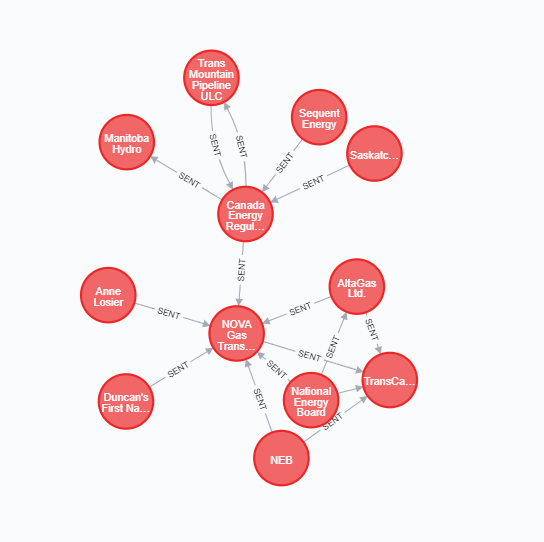 Trans
Mountain
Pipeline
ULC
Sequent
Energy
Manitoba
Hydro
Saskatc...
SENT
SENT
SENT
SENT
SENT
Canada
Energy
Regul...
SENT
Anne
Losier
AltaGas
Ltd.
SENT
SENT
NOVA
Gas
Trans...
SENT
SENT
SENT
SENT
SENT
TransCa...
Duncan's
First Na...
National
Energy
Board
SENT
SENT
NEB